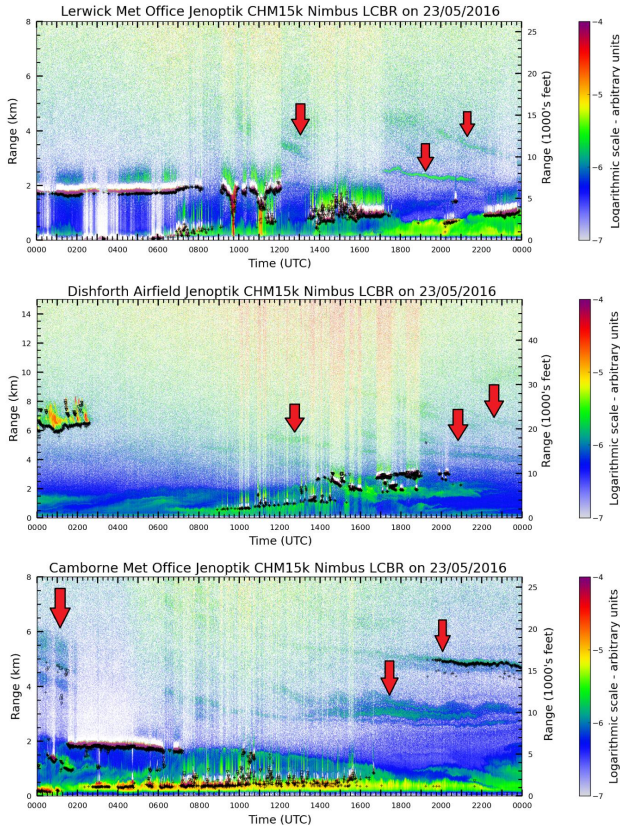 Lerwick Met Office Jenoptik CHM15k Nimbus LCBR on 23/05/2016
8
6
4
2
0
Range (km)
25
20
15
10
5
0
Range (1000's feet)
0000 0200 0400 0600 0800 1000 1200 1400 1600 1800 2000 2200 0000
Time (UTC)
−4
−5
−6
−7
Logarithmic scale - arbitrary units
Dishforth Airfield Jenoptik CHM15k Nimbus LCBR on 23/05/2016
14
12
10
8
6
4
2
0
Range (km)
40
30
20
10
0
Range (1000's feet)
0000 0200 0400 0600 0800 1000 1200 1400 1600 1800 2000 2200 0000
Time (UTC)
−4
−5
−6
−7
Logarithmic scale - arbitrary units
Camborne Met Office Jenoptik CHM15k Nimbus LCBR on 23/05/2016
8
6
4
2
0
Range (km)
25
20
15
10
5
0
Range (1000's feet)
0000 0200 0400 0600 0800 1000 1200 1400 1600 1800 2000 2200 0000
Time (UTC)
−4
−5
−6
−7
Logarithmic scale - arbitrary units